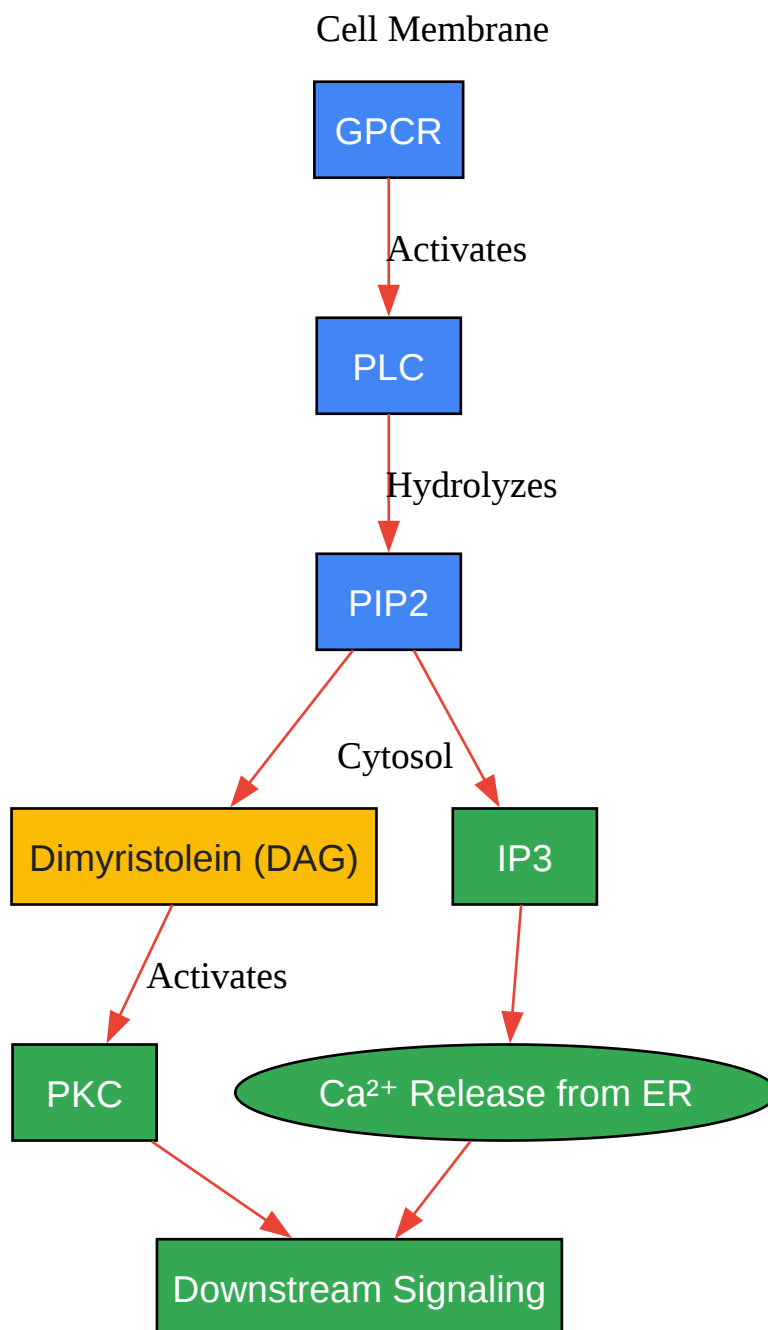 Cell Membrane
GPCR
Activates
PLC
Hydrolyzes
PIP2
Cytosol
Dimyristolein (DAG)
IP3
Activates
PKC
Ca²⁺ Release from ER
Downstream Signaling